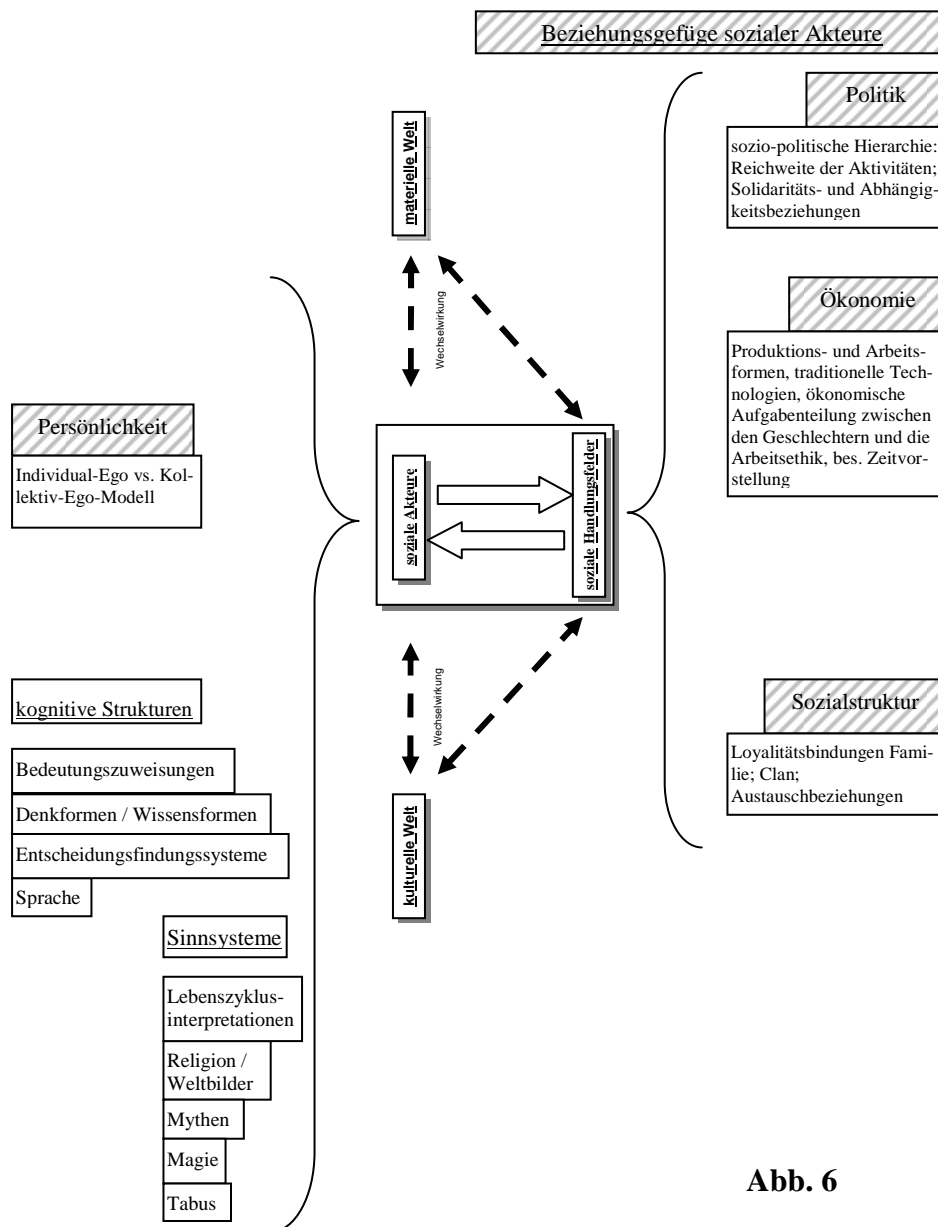 Beziehungsgefüge sozialer Akteure
Politik
sozio-politische Hierarchie:
Reichweite der Aktivitäten;
Solidaritäts- und Abhängig-
keitsbeziehungen
materielle Welt
Wechselwirkung
Ökonomie
Produktions- und Arbeits-
formen, traditionelle Tech-
nologien, ökonomische
Aufgabenteilung zwischen
den Geschlechtern und die
Arbeitsethik, bes. Zeitvor-
stellung
Persönlichkeit
Individual-Ego vs. Kol-
lektiv-Ego-Modell
soziale Akteure
soziale Handlungsfelder
Wechselwirkung
kulturelle Welt
Sozialstruktur
Loyalitätsbindungen Fami-
lie; Clan;
Austauschbeziehungen
kognitive Strukturen
Bedeutungszuweisungen
Denkformen / Wissensformen
Entscheidungsfindungssysteme
Sprache
Sinnsysteme
Lebenszyklus-
interpretationen
Religion /
Weltbilder
Mythen
Magie
Tabus
Abb. 6